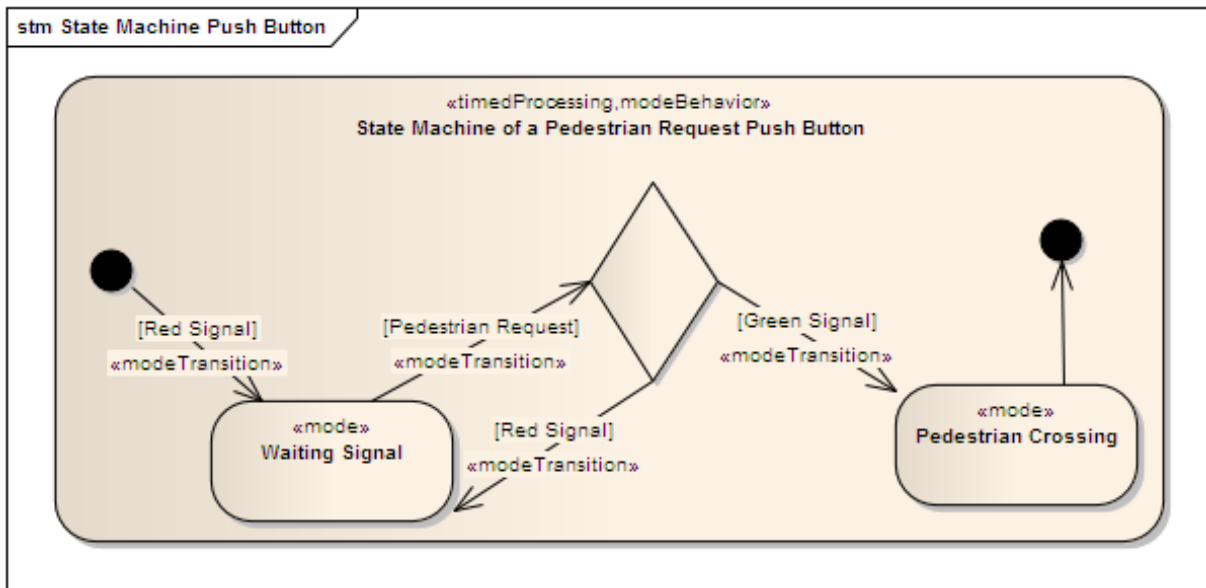 stm State Machine Push Button
«timedProcessing,modeBehavior»
State Machine of a Pedestrian Request Push Button
[Red Signal]
«modeTransition»
[Pedestrian Request]
«modeTransition»
[Green Signal]
«modeTransition»
«mode»
Waiting Signal
[Red Signal]
«modeTransition»
«mode»
Pedestrian Crossing